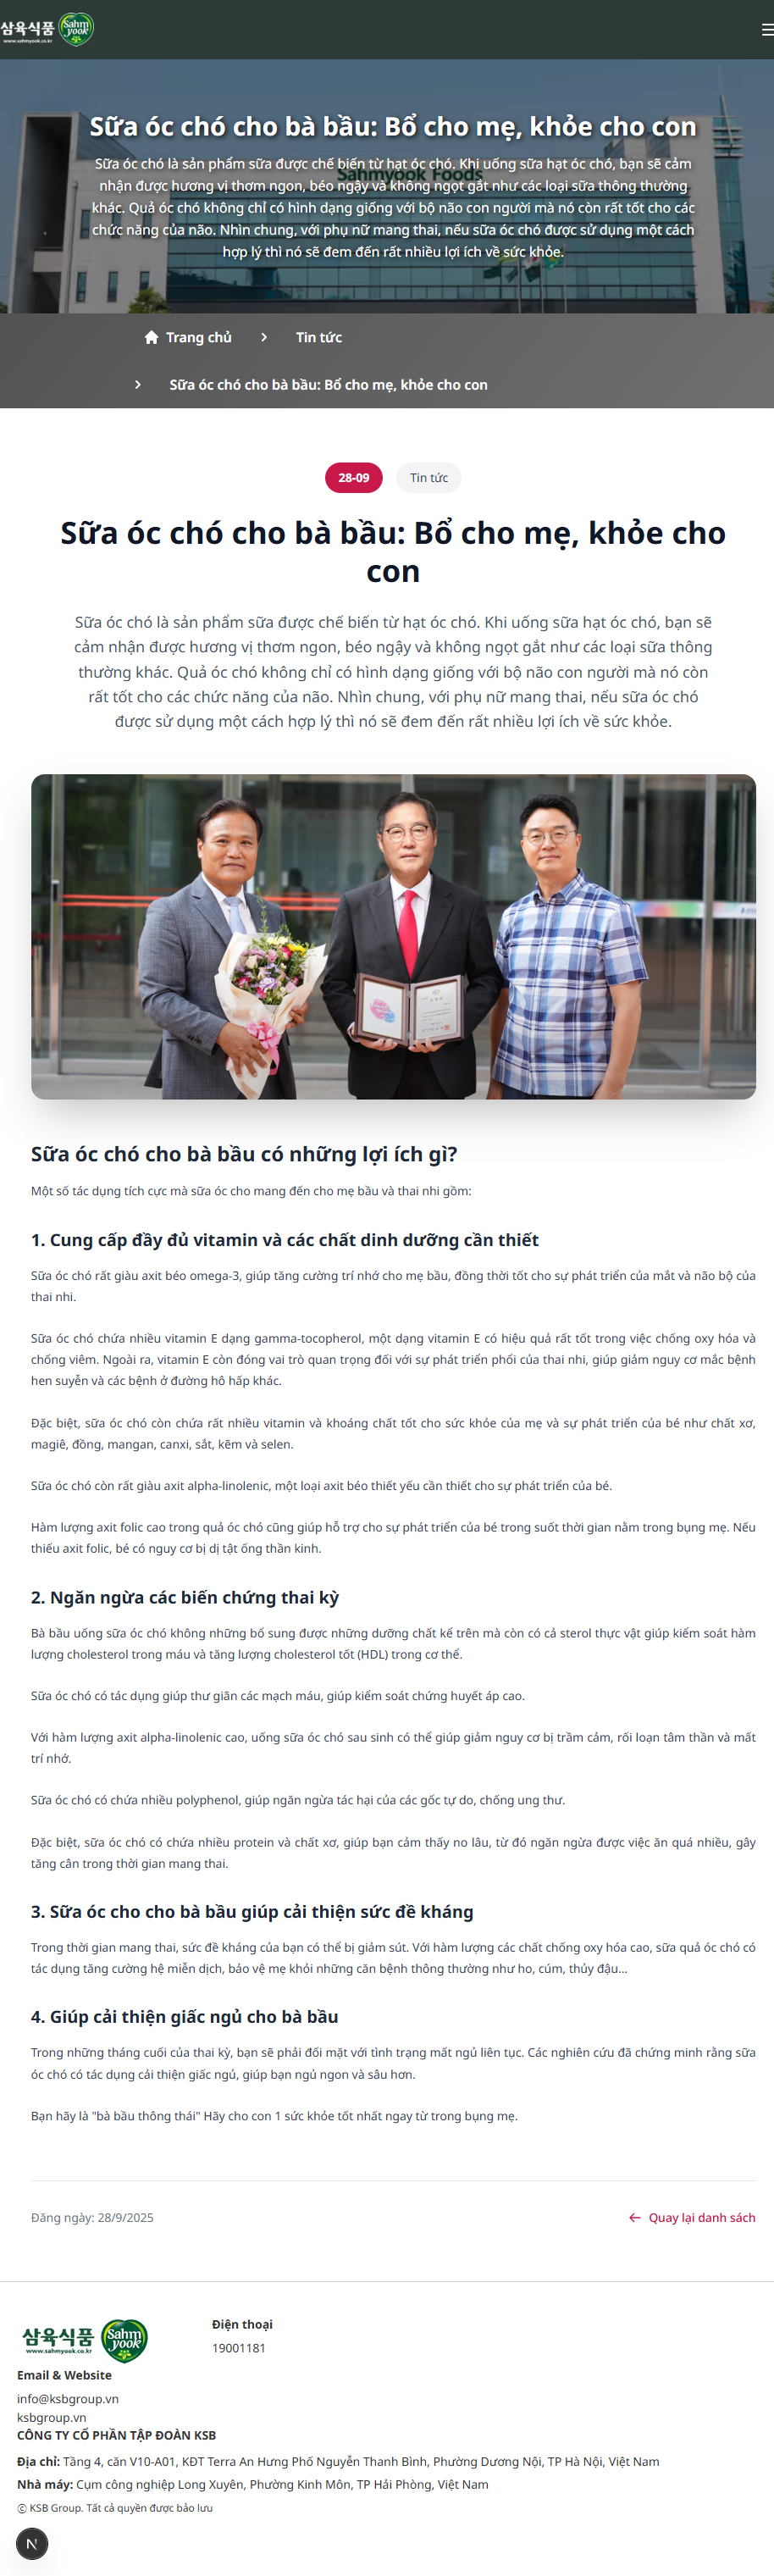 삼육식품
www.sahmyook.co.kr
Sahm
yook
Sahmyook Foods
Sữa óc chó cho bà bầu: Bổ cho mẹ, khỏe cho con
Sữa óc chó là sản phẩm sữa được chế biến từ hạt óc chó. Khi uống sữa hạt óc chó, bạn sẽ cảm
nhận được hương vị thơm ngon, béo ngậy và không ngọt gắt như các loại sữa thông thường
khác. Quả óc chó không chỉ có hình dạng giống với bộ não con người mà nó còn rất tốt cho các
chức năng của não. Nhìn chung, với phụ nữ mang thai, nếu sữa óc chó được sử dụng một cách
hợp lý thì nó sẽ đem đến rất nhiều lợi ích về sức khỏe.
Trang chủ
Tin tức
Sữa óc chó cho bà bầu: Bổ cho mẹ, khỏe cho con
28-09
Tin tức
Sữa óc chó cho bà bầu: Bổ cho mẹ, khỏe cho
con
Sữa óc chó là sản phẩm sữa được chế biến từ hạt óc chó. Khi uống sữa hạt óc chó, bạn sẽ
cảm nhận được hương vị thơm ngon, béo ngậy và không ngọt gắt như các loại sữa thông
thường khác. Quả óc chó không chỉ có hình dạng giống với bộ não con người mà nó còn
rất tốt cho các chức năng của não. Nhìn chung, với phụ nữ mang thai, nếu sữa óc chó
được sử dụng một cách hợp lý thì nó sẽ đem đến rất nhiều lợi ích về sức khỏe.
Sữa óc chó cho bà bầu có những lợi ích gì?
Một số tác dụng tích cực mà sữa óc cho mang đến cho mẹ bầu và thai nhi gồm:
1. Cung cấp đầy đủ vitamin và các chất dinh dưỡng cần thiết
Sữa óc chó rất giàu axit béo omega-3, giúp tăng cường trí nhớ cho mẹ bầu, đồng thời tốt cho sự phát triển của mắt và não bộ của
thai nhi.
Sữa óc chó chứa nhiều vitamin E dạng gamma-tocopherol, một dạng vitamin E có hiệu quả rất tốt trong việc chống oxy hóa và
chống viêm. Ngoài ra, vitamin E còn đóng vai trò quan trọng đối với sự phát triển phổi của thai nhi, giúp giảm nguy cơ mắc bệnh
hen suyễn và các bệnh ở đường hô hấp khác.
Đặc biệt, sữa óc chó còn chứa rất nhiều vitamin và khoáng chất tốt cho sức khỏe của mẹ và sự phát triển của bé như chất xơ,
magiê, đồng, mangan, canxi, sắt, kẽm và selen.
Sữa óc chó còn rất giàu axit alpha-linolenic, một loại axit béo thiết yếu cần thiết cho sự phát triển của bé.
Hàm lượng axit folic cao trong quả óc chó cũng giúp hỗ trợ cho sự phát triển của bé trong suốt thời gian nằm trong bụng mẹ. Nếu
thiếu axit folic, bé có nguy cơ bị dị tật ống thần kinh.
2. Ngăn ngừa các biến chứng thai kỳ
Bà bầu uống sữa óc chó không những bổ sung được những dưỡng chất kể trên mà còn có cả sterol thực vật giúp kiểm soát hàm
lượng cholesterol trong máu và tăng lượng cholesterol tốt (HDL) trong cơ thể.
Sữa óc chó có tác dụng giúp thư giãn các mạch máu, giúp kiểm soát chứng huyết áp cao.
Với hàm lượng axit alpha-linolenic cao, uống sữa óc chó sau sinh có thể giúp giảm nguy cơ bị trầm cảm, rối loạn tâm thần và mất
trí nhớ.
Sữa óc chó có chứa nhiều polyphenol, giúp ngăn ngừa tác hại của các gốc tự do, chống ung thư.
Đặc biệt, sữa óc chó có chứa nhiều protein và chất xơ, giúp bạn cảm thấy no lâu, từ đó ngăn ngừa được việc ăn quá nhiều, gây
tăng cân trong thời gian mang thai.
3. Sữa óc cho cho bà bầu giúp cải thiện sức đề kháng
Trong thời gian mang thai, sức đề kháng của bạn có thể bị giảm sút. Với hàm lượng các chất chống oxy hóa cao, sữa quả óc chó có
tác dụng tăng cường hệ miễn dịch, bảo vệ mẹ khỏi những căn bệnh thông thường như ho, cúm, thủy đậu...
4. Giúp cải thiện giấc ngủ cho bà bầu
Trong những tháng cuối của thai kỳ, bạn sẽ phải đối mặt với tình trạng mất ngủ liên tục. Các nghiên cứu đã chứng minh rằng sữa
óc chó có tác dụng cải thiện giấc ngủ, giúp bạn ngủ ngon và sâu hơn.
Bạn hãy là "bà bầu thông thái" Hãy cho con 1 sức khỏe tốt nhất ngay từ trong bụng mẹ.
Đăng ngày: 28/9/2025
Quay lại danh sách
삼육식품
www.sahmyook.co.kr
Sahm
yook
Điện thoại
19001181
Email & Website
info@ksbgroup.vn
ksbgroup.vn
CÔNG TY CỔ PHẦN TẬP ĐOÀN KSB
Địa chỉ: Tầng 4, căn V10-A01, KĐT Terra An Hưng Phố Nguyễn Thanh Bình, Phường Dương Nội, TP Hà Nội, Việt Nam
Nhà máy: Cụm công nghiệp Long Xuyên, Phường Kinh Môn, TP Hải Phòng, Việt Nam
© KSB Group. Tất cả quyền được bảo lưu
N